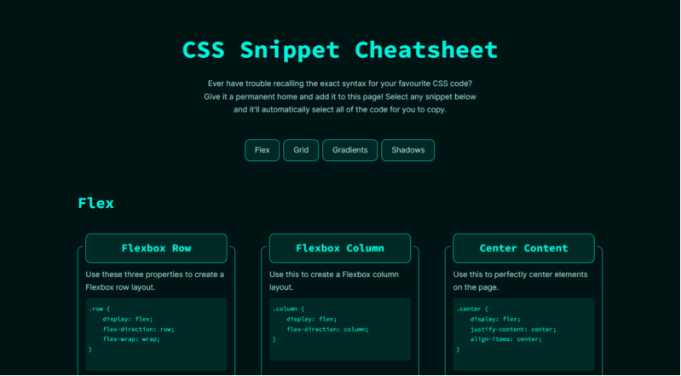 CSS Snippet Cheatsheet
Ever have trouble recalling the exact syntax for your favourite CSS code?
Give it a permanent home and add it to this page! Select any snippet below
and it'll automatically select all of the code for you to copy.
Flex
Grid
Gradients
Shadows
Flex
Flexbox Row
Use these three properties to create a
Flexbox row layout.
.row {
    display: flex;
    flex-direction: row;
    flex-wrap: wrap;
}
Flexbox Column
Use this to create a Flexbox column
layout.
.column {
    display: flex;
    flex-direction: column;
}
Center Content
Use this to perfectly center elements
on the page.
.center {
    display: flex;
    justify-content: center;
    align-items: center;
}